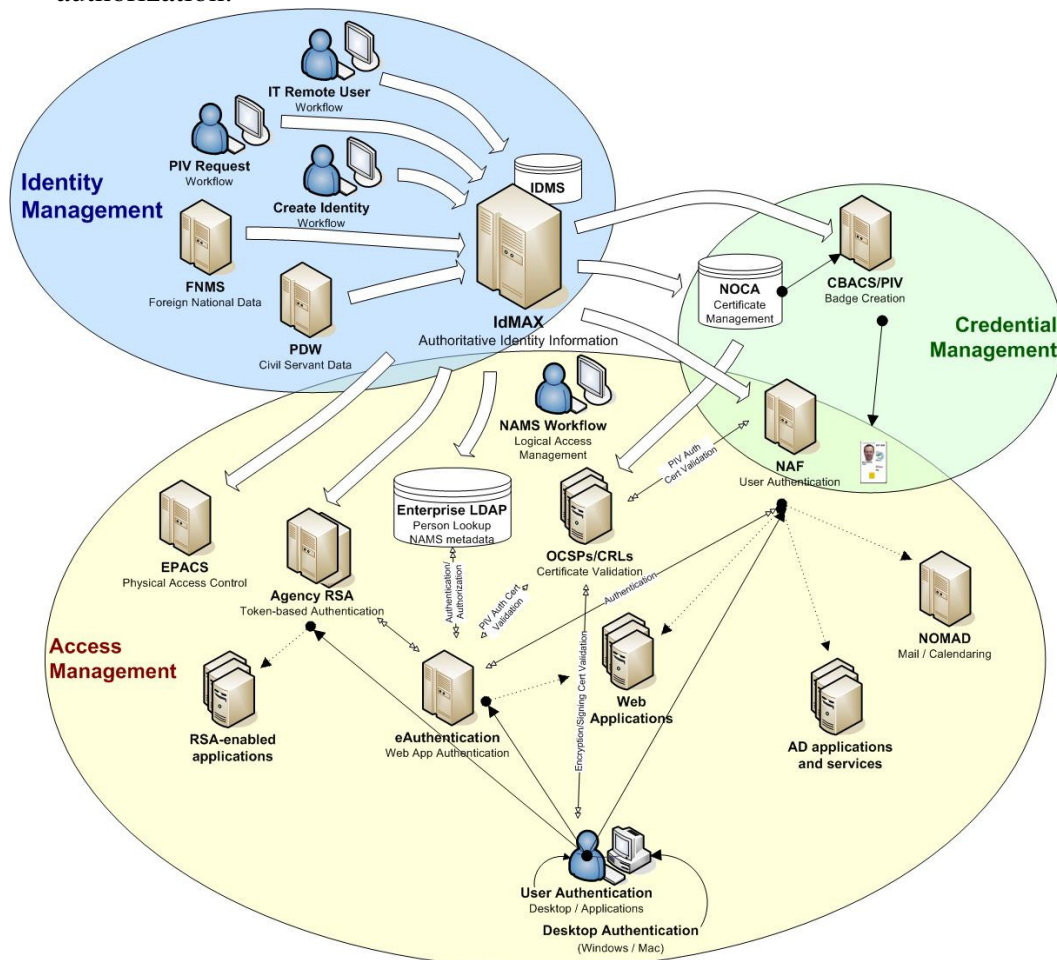 authorization.
IT Remote User
Workflow
PIV Request
Workflow
Create Identity
Workflow
Identity
Management
IDMS
FNMS
Foreign National Data
PDW
Civil Servant Data
IdMAX
Authoritative Identity Information
NOCA
Certificate
Management
CBACS/PIV
Badge Creation
Credential
Management
NAMS Workflow
Logical Access
Management
PIV Auth
Cert Validation
NAF
User Authentication
EPACS
Physical Access Control
Agency RSA
Token-based Authentication
Enterprise LDAP
Person Lookup
NAMS metadata
OCSPs/CRLs
Certificate Validation
Authentication/
Authorization
PIV Auth Cert
Validation
Authentication
Encryption/Signing Cert Validation
NOMAD
Mail / Calendaring
Access
Management
RSA-enabled
applications
eAuthentication
Web App Authentication
Web
Applications
AD applications
and services
User Authentication
Desktop / Applications
Desktop Authentication
(Windows / Mac)